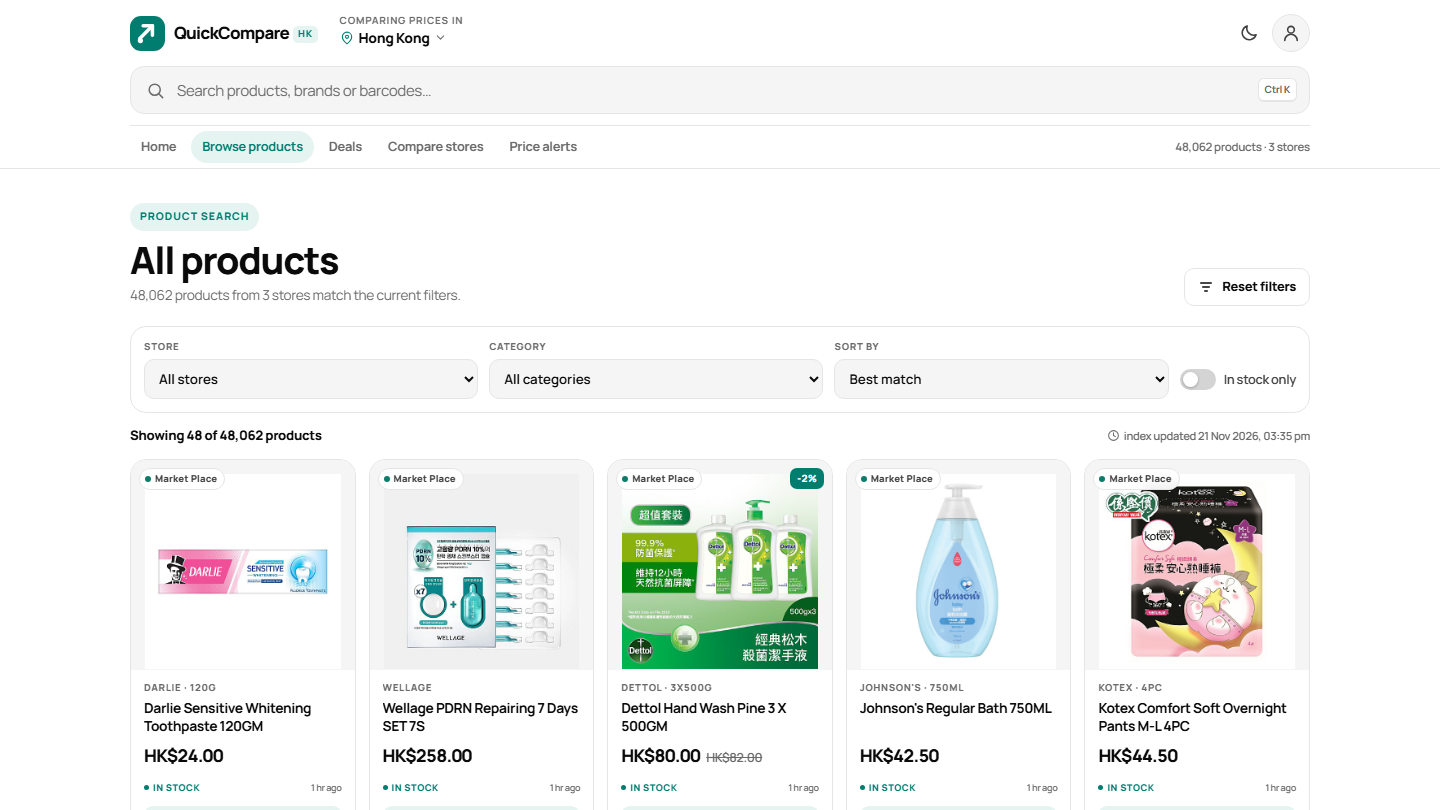 QuickCompare HK
COMPARING PRICES IN
Hong Kong
Search products, brands or barcodes...
Ctrl K
Home
Browse products
Deals
Compare stores
Price alerts
48,062 products · 3 stores
PRODUCT SEARCH
All products
48,062 products from 3 stores match the current filters.
Reset filters
STORE
All stores
CATEGORY
All categories
SORT BY
Best match
In stock only
Showing 48 of 48,062 products
index updated 21 Nov 2026, 03:35 pm
Market Place
DARLIE
SENSITIVE
WHITENING
DARLIE · 120G
Darlie Sensitive Whitening
Toothpaste 120GM
HK$24.00
IN STOCK
1 hr ago
Market Place
PDRN
10%
x7
WELLAGE
WELLAGE
Wellage PDRN Repairing 7 Days
SET 7S
HK$258.00
IN STOCK
1 hr ago
Market Place
-2%
超值套裝
99.9%
防菌保護
維持12小時
天然抗菌屏障
Dettol
Dettol
Dettol
500gx3
Dettol
經典松木
殺菌潔手液
DETTOL · 3X500G
Dettol Hand Wash Pine 3 X
500GM
HK$80.00 HK$82.00
IN STOCK
1 hr ago
Market Place
Johnson's
JOHNSON'S · 750ML
Johnson's Regular Bath 750ML
HK$42.50
IN STOCK
1 hr ago
Market Place
kotex
kotex
M-L
Comfort Soft
極柔安心熟睡褲
360°
KOTEX · 4PC
Kotex Comfort Soft Overnight
Pants M-L 4PC
HK$44.50
IN STOCK
1 hr ago